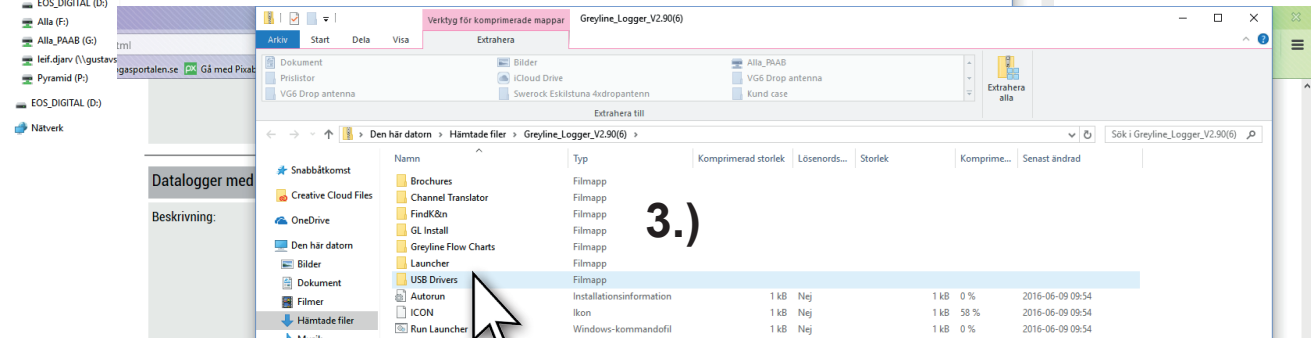 EOS_DIGITAL (D:)
Alla (F:)
Alla_PAAB (G:)
leif.djarv (\\gustavs
Pyramid (P:)
EOS_DIGITAL (D:)
Nätverk
tml
gasportalen.se Gå med Pixab
Datalogger med
Beskrivning:
Verktyg för komprimerade mappar Greyline_Logger_V2.90(6)
Arkiv Start Dela Visa Extrahera
Dokument Bilder Alla_PAAB
Prislistor iCloud Drive VG6 Drop antenna
VG6 Drop antenna Swerock Eskilstuna 4xdropantenn Kund case
Extrahera alla
Extrahera till
Den här datorn > Hämtade filer > Greyline_Logger_V2.90(6) >
Sök i Greyline_Logger_V2.90(6)
Namn Typ Komprimerad storlek Lösenords... Storlek Komprime... Senast ändrad
Snabbåtkomst
Creative Cloud Files
OneDrive
Den här datorn
Bilder
Dokument
Filmer
Hämtade filer
Brochures Filmapp
Channel Translator Filmapp
FindK&n Filmapp
GL Install Filmapp
Greyline Flow Charts Filmapp
Launcher Filmapp
USB Drivers Filmapp
Autorun Installationsinformation 1 kB Nej 1 kB 0 % 2016-06-09 09:54
ICON Ikon 1 kB Nej 1 kB 58 % 2016-06-09 09:54
Run Launcher Windows-kommandofil 1 kB Nej 1 kB 0 % 2016-06-09 09:54
3.)